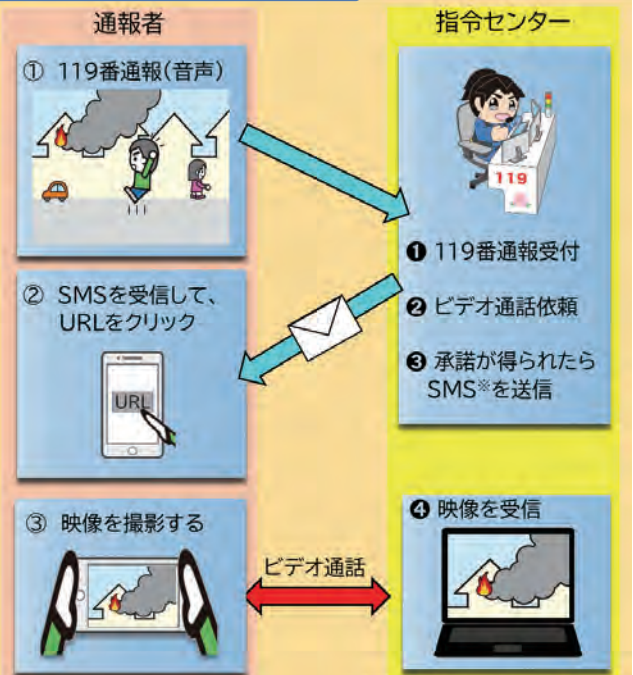 通報者
① 119番通報(音声)
② SMSを受信して、
URLをクリック
URL
③ 映像を撮影する
ビデオ通話
指令センター
119
❶ 119番通報受付
❷ ビデオ通話依頼
❸ 承諾が得られたら
SMS※を送信
❹ 映像を受信